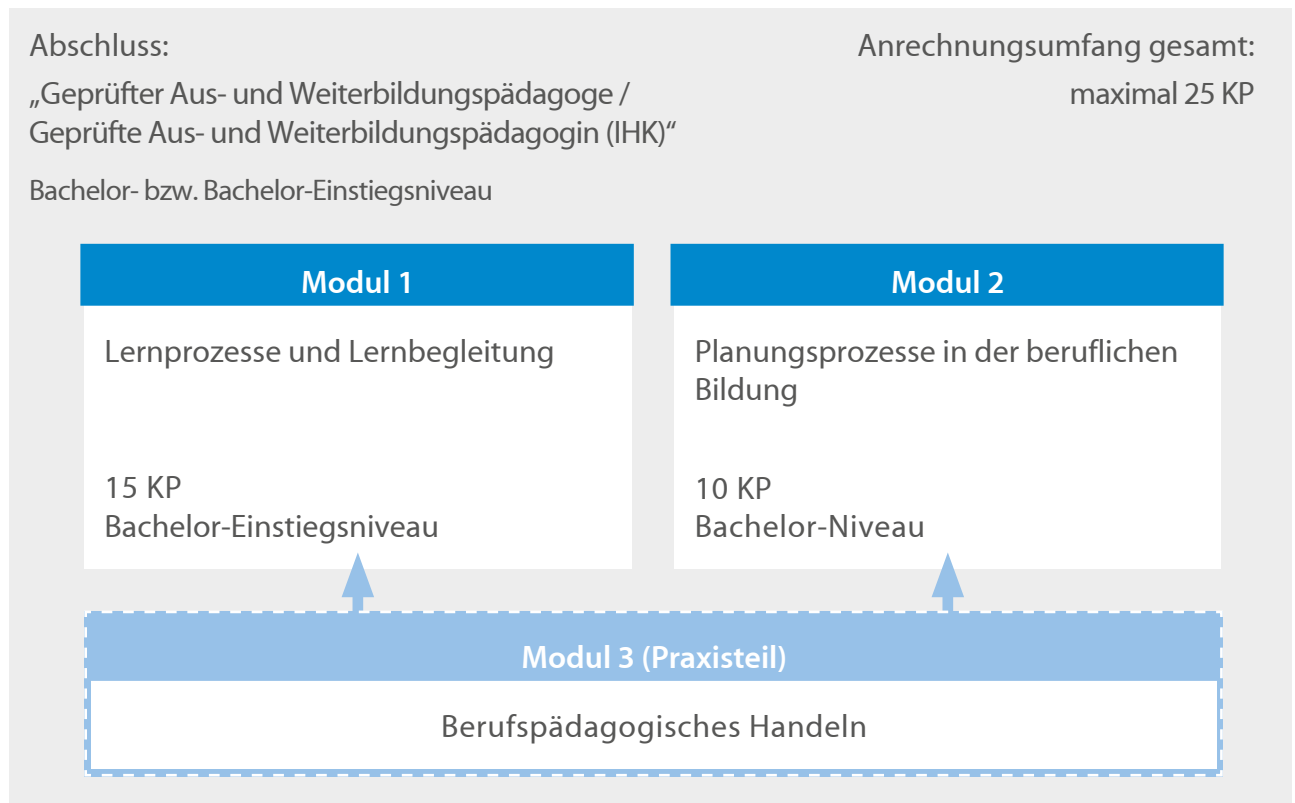 Abschluss:
Anrechnungsumfang gesamt:
„Geprüfter Aus- und Weiterbildungspädagoge /
maximal 25 KP
Geprüfte Aus- und Weiterbildungspädagogin (IHK)“
Bachelor- bzw. Bachelor-Einstiegsniveau
Modul 1
Lernprozesse und Lernbegleitung
15 KP
Bachelor-Einstiegsniveau
Modul 2
Planungsprozesse in der beruflichen
Bildung
10 KP
Bachelor-Niveau
Modul 3 (Praxisteil)
Berufspädagogisches Handeln